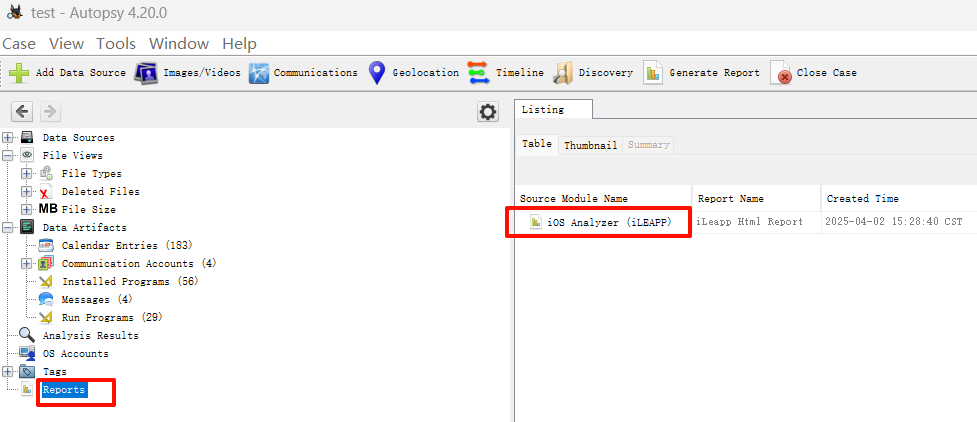 test - Autopsy 4.20.0
Case View Tools Window Help
Add Data Source Images/Videos Communications Geolocation Timeline Discovery Generate Report Close Case
Listing
Data Sources
File Views
File Types
Deleted Files
MB File Size
Data Artifacts
Calendar Entries (183)
Communication Accounts (4)
Installed Programs (56)
Messages (4)
Run Programs (29)
Analysis Results
OS Accounts
Tags
Reports
Table Thumbnail Summary
Source Module Name Report Name Created Time
iOS Analyzer (iLEAPP) iLeapp Html Report 2025-04-02 15:28:40 CST